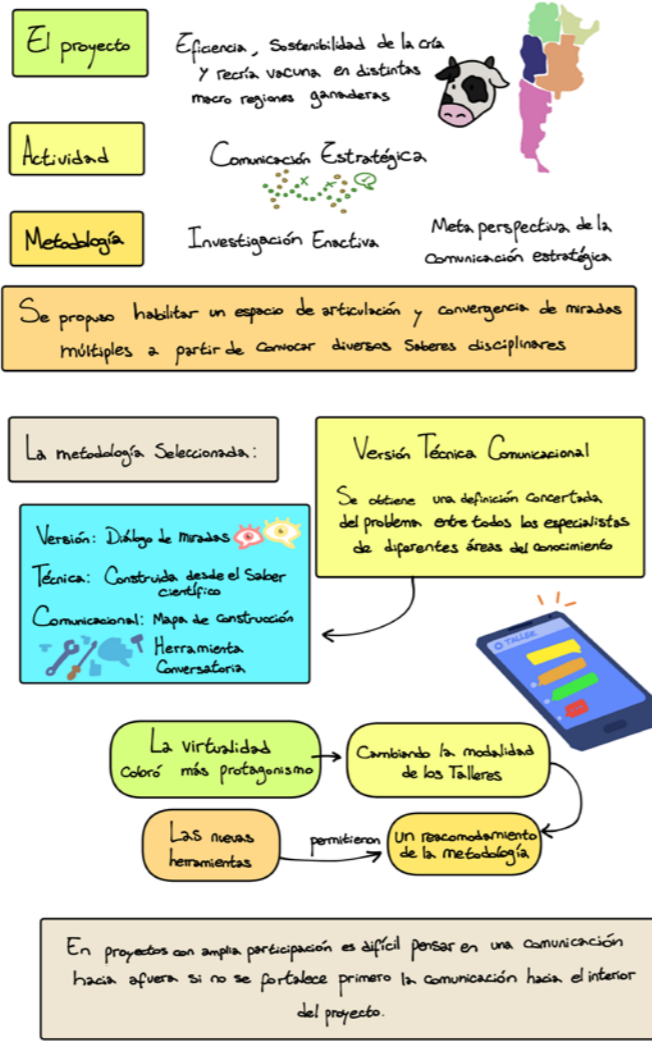 El proyecto
Eficiencia, Sostenibilidad de la cría
y recría vacuna en distintas
macro regiones ganaderas
Actividad
Comunicación Estratégica
Metodología
Investigación Enactiva
Meta perspectiva de la
comunicación estratégica
Se propuso habilitar un espacio de articulación y convergencia de miradas
múltiples a partir de convocar diversos saberes disciplinares
La metodología Seleccionada:
Versión Técnica Comunicacional
Se obtiene una definición concertada
del problema entre todos los especialistas
de diferentes áreas del conocimiento
Versión: Diálogo de miradas
Técnica: Construida desde el Saber
científico
Comunicacional: Mapa de construcción
Herramienta
Conversatoria
TALLER
La virtualidad
cobró más protagonismo
Cambiando la modalidad
de los Talleres
Las nuevas
herramientas
permitieron
un reacomodamiento
de la metodología
En proyectos con amplia participación es difícil pensar en una comunicación
hacia afuera si no se fortalece primero la comunicación hacia el interior
del proyecto.